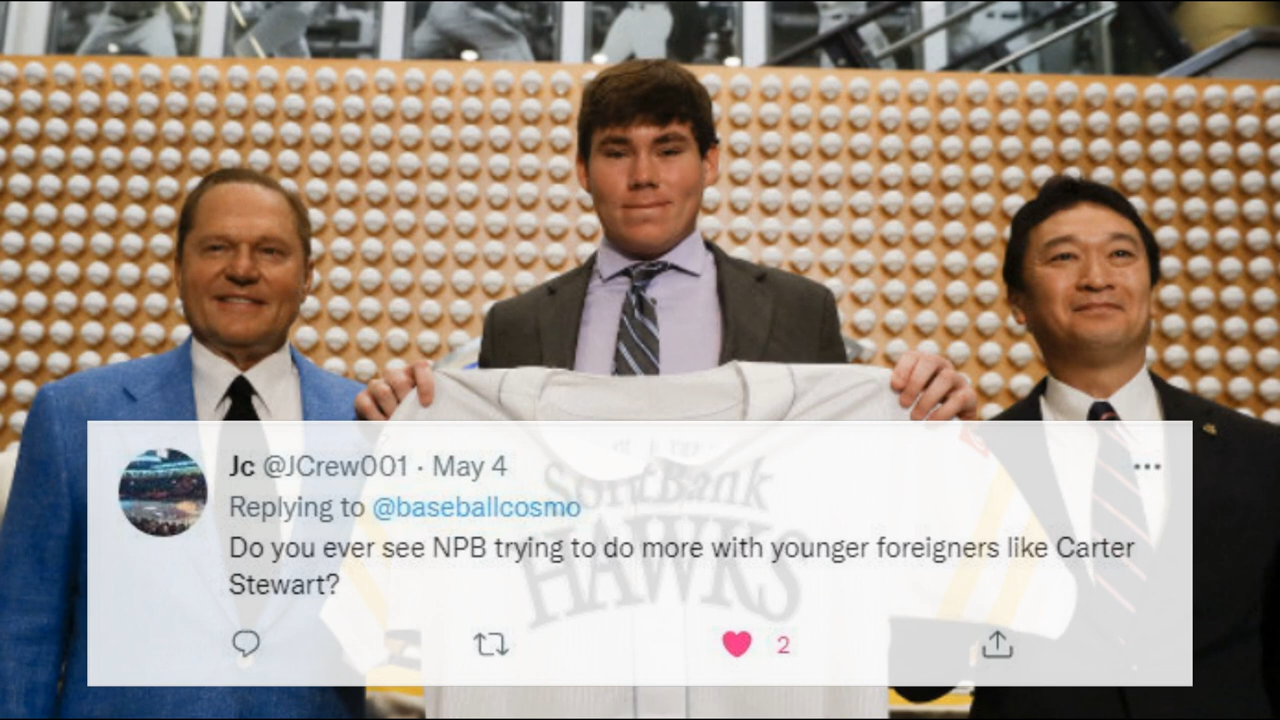 Jc @JCrew001 · May 4
Replying to @baseballcosmo
Do you ever see NPB trying to do more with younger foreigners like Carter
Stewart?
2
SoftBank
HAWKS